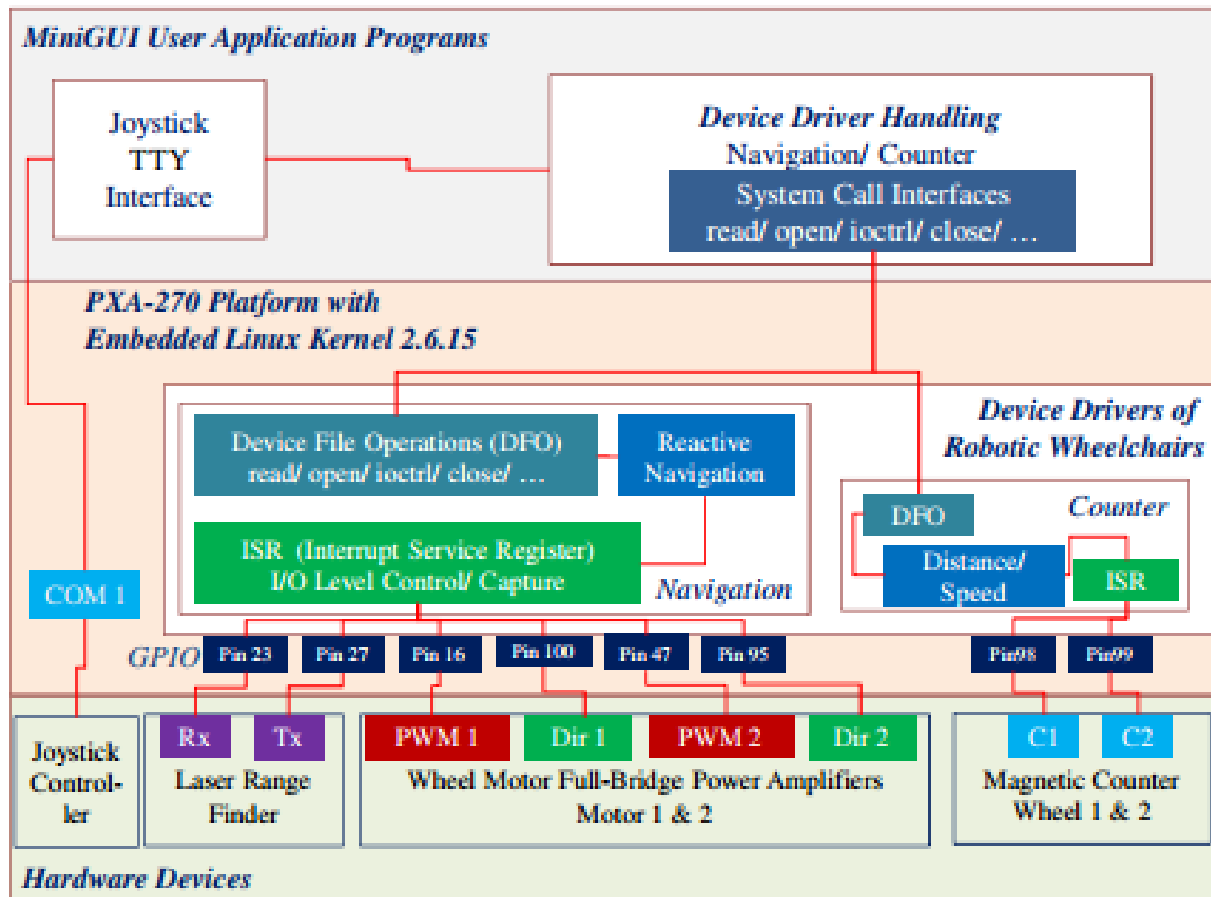 MiniGUI User Application Programs
Joystick
TTY
Interface
Device Driver Handling
Navigation/ Counter
System Call Interfaces
read/ open/ ioctrl/ close/ …
PXA-270 Platform with
Embedded Linux Kernel 2.6.15
Device Drivers of
Robotic Wheelchairs
Device File Operations (DFO)
read/ open/ ioctrl/ close/ …
Reactive
Navigation
ISR (Interrupt Service Register)
I/O Level Control/ Capture
Navigation
Counter
DFO
Distance/
Speed
ISR
COM 1
GPIO
Pin 23
Pin 27
Pin 16
Pin 100
Pin 47
Pin 95
Pin98
Pin99
Joystick
Control-
ler
Rx
Tx
Laser Range
Finder
PWM 1
Dir 1
PWM 2
Dir 2
Wheel Motor Full-Bridge Power Amplifiers
Motor 1 & 2
C1
C2
Magnetic Counter
Wheel 1 & 2
Hardware Devices